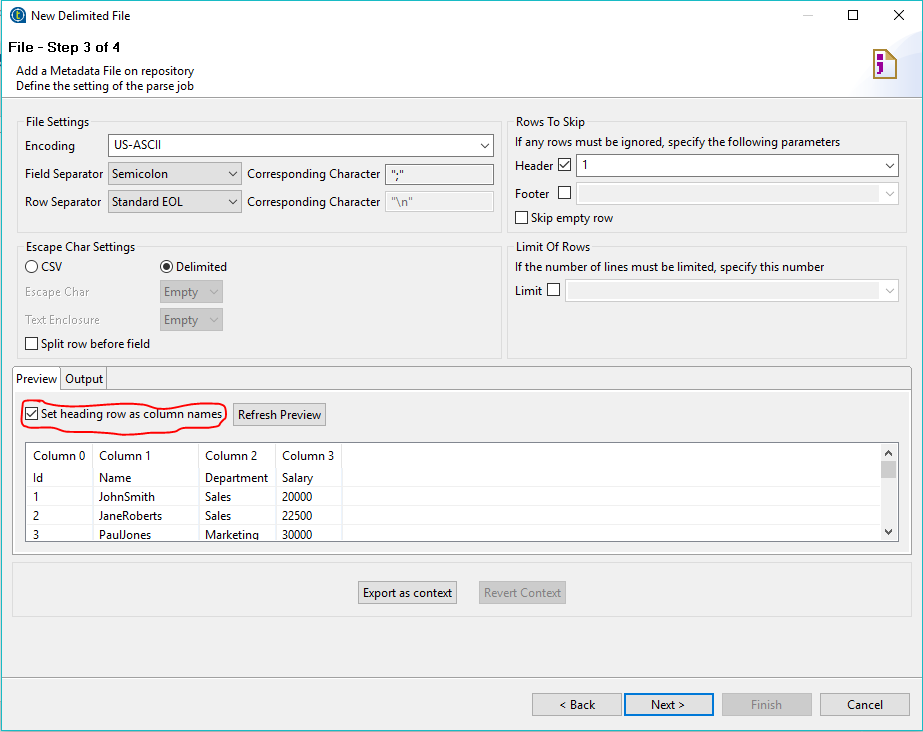 New Delimited File
File - Step 3 of 4
Add a Metadata File on repository
Define the setting of the parse job
File Settings
Encoding US-ASCII
Field Separator Semicolon Corresponding Character ";"
Row Separator Standard EOL Corresponding Character "\n"
Rows To Skip
If any rows must be ignored, specify the following parameters
Header 1
Footer
Skip empty row
Escape Char Settings
CSV Delimited
Escape Char Empty
Text Enclosure Empty
Split row before field
Limit Of Rows
If the number of lines must be limited, specify this number
Limit
Preview Output
Set heading row as column names Refresh Preview
Column 0 Column 1 Column 2 Column 3
Id Name Department Salary
1 JohnSmith Sales 20000
2 JaneRoberts Sales 22500
3 PaulJones Marketing 30000
Export as context Revert Context
< Back Next > Finish Cancel